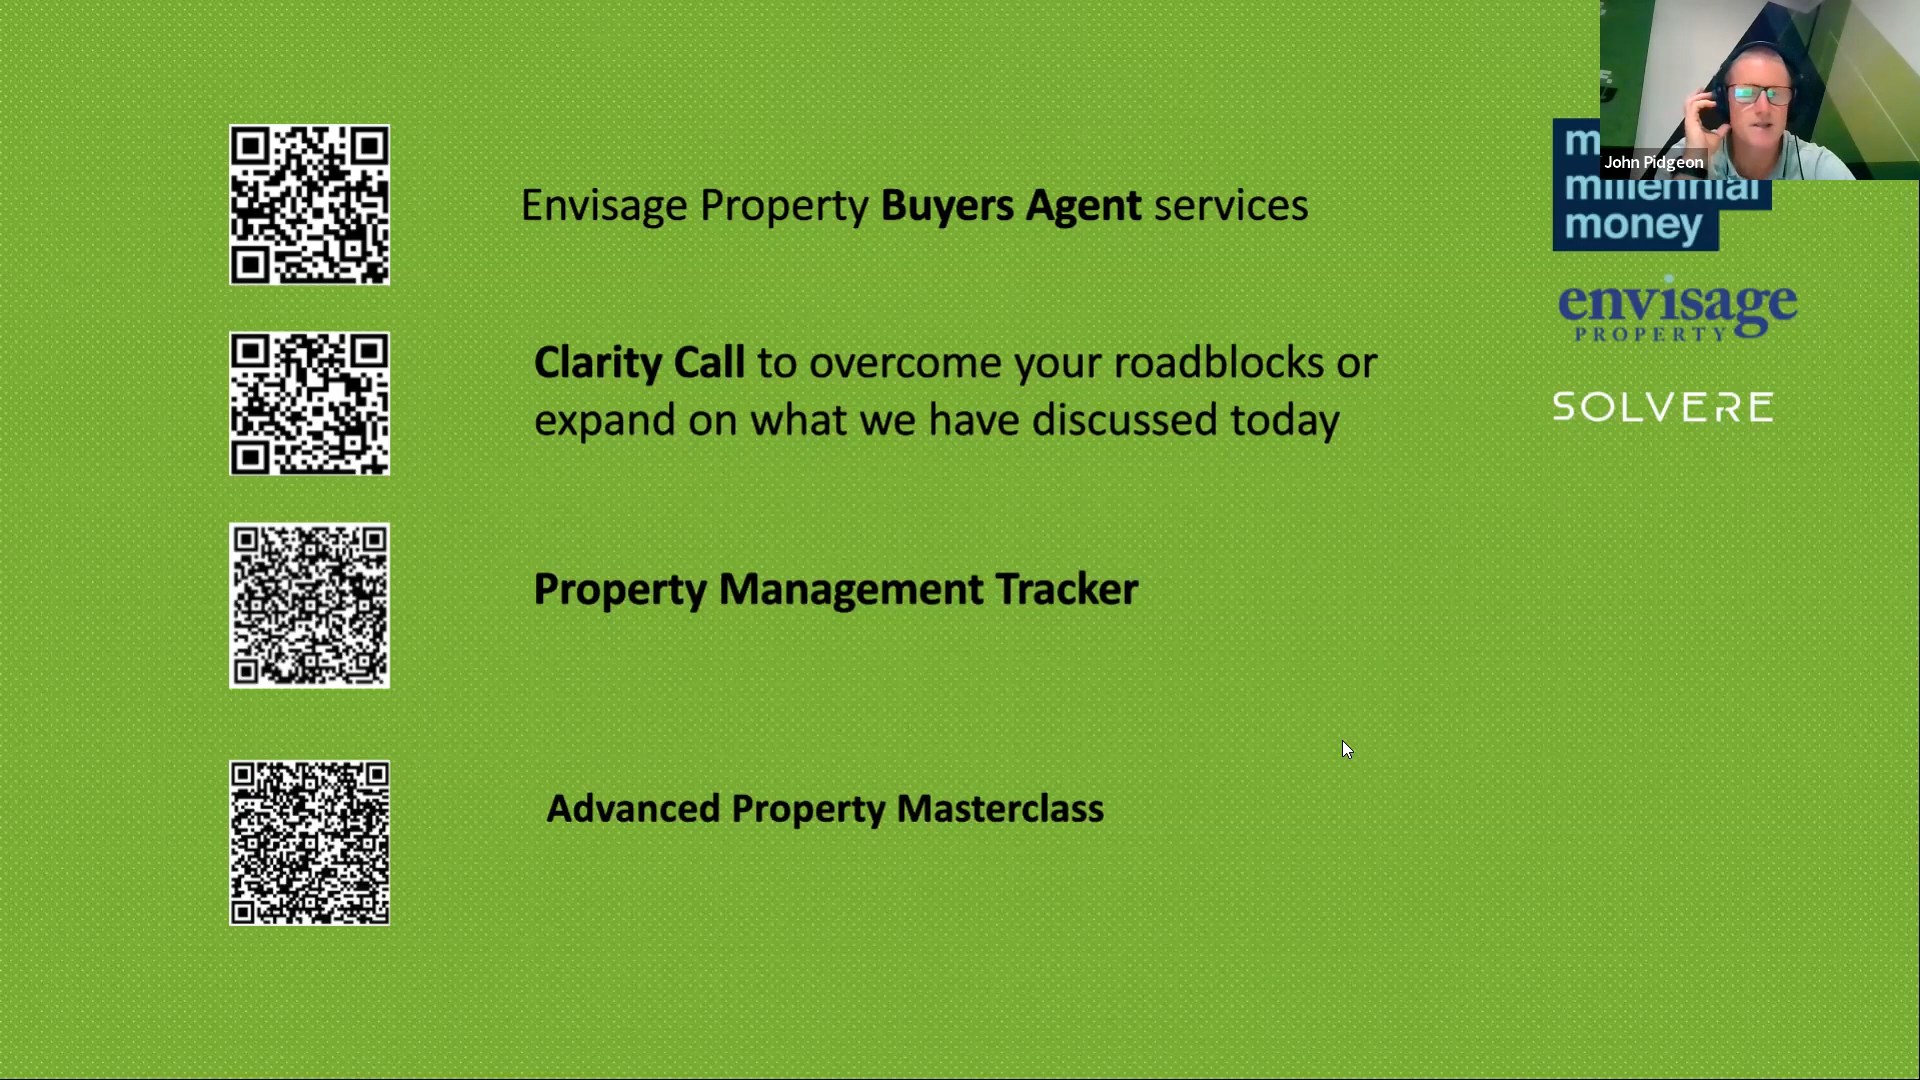 Envisage Property Buyers Agent services
Clarity Call to overcome your roadblocks or
expand on what we have discussed today
Property Management Tracker
Advanced Property Masterclass
John Pidgeon
m
millennial
money
envisage
PROPERTY
SOLVERE